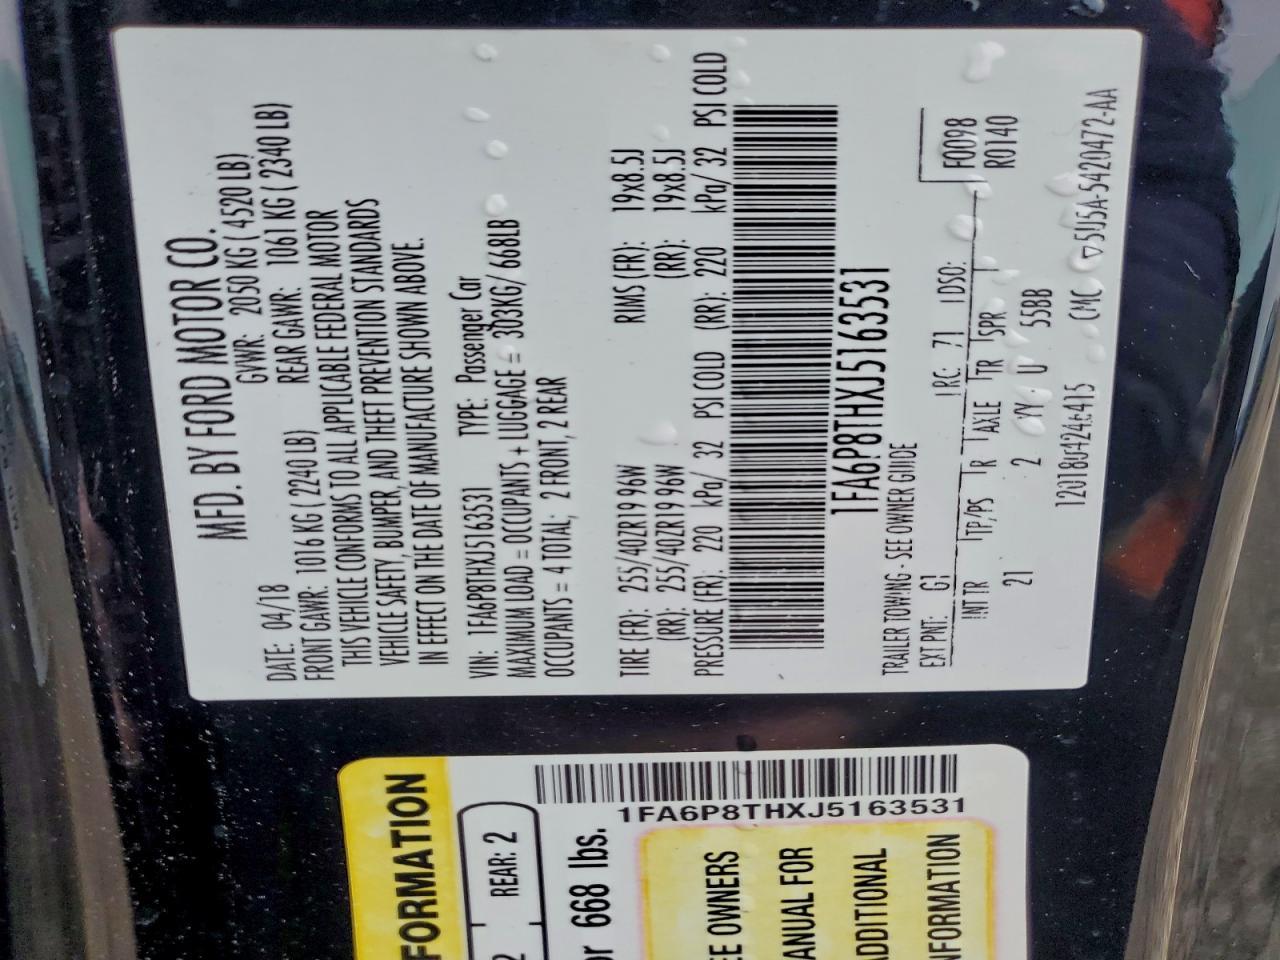 MFD. BY FORD MOTOR CO.
DATE: 04/18 GVWR: 2050 KG ( 4520 LB)
FRONT GAWR: 1016 KG ( 2240 LB) REAR GAWR: 1061 KG ( 2340 LB)
THIS VEHICLE CONFORMS TO ALL APPLICABLE FEDERAL MOTOR
VEHICLE SAFETY, BUMPER, AND THEFT PREVENTION STANDARDS
IN EFFECT ON THE DATE OF MANUFACTURE SHOWN ABOVE.
VIN: 1FA6P8THXJ5163531 TYPE: Passenger Car
MAXIMUM LOAD = OCCUPANTS + LUGGAGE = 303KG/ 668LB
OCCUPANTS = 4 TOTAL; 2 FRONT, 2 REAR
TIRE (FR): 255/40ZR19 96W RIMS (FR): 19x8.5J
(RR): 255/40ZR19 96W (RR): 19x8.5J
PRESSURE (FR): 220 kPa/ 32 PSI COLD (RR): 220 kPa/ 32 PSI COLD
1FA6P8THXJ5163531
TRAILER TOWING - SEE OWNER GUIDE
EXT PNT: G1 RC: 71 DSO: F0098
R0140
INT TR TP/PS R AXLE TR SPR
21 2 U 55BB
CMC ▽5U5A-5420472-AA
FORMATION
REAR: 2
or 668 lbs.
1FA6P8THXJ5163531
EE OWNERS
ANUAL FOR
ADDITIONAL
NFORMATION